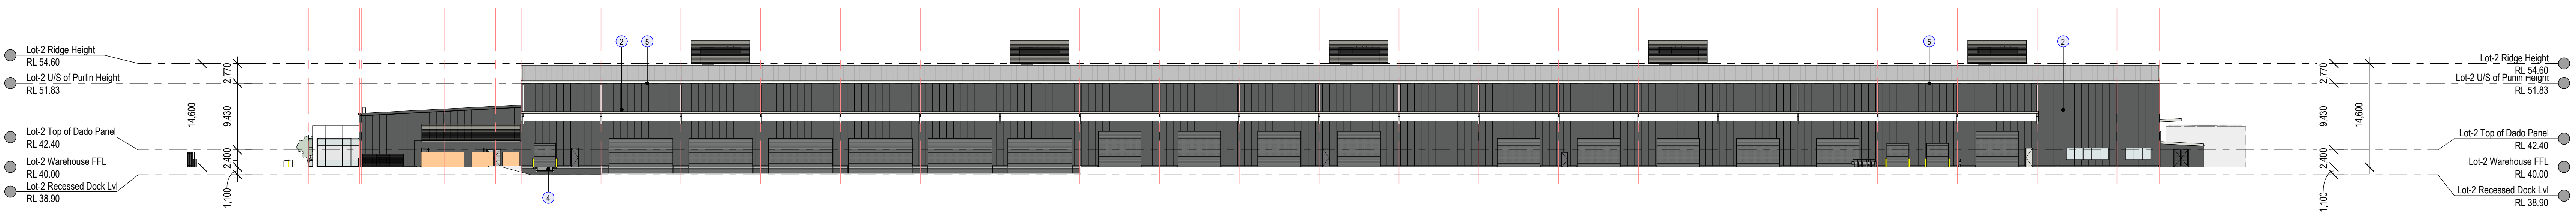 Lot-2 Ridge Height
RL 54.60
Lot-2 U/S of Purlin Height
RL 51.83
Lot-2 Top of Dado Panel
RL 42.40
Lot-2 Warehouse FFL
RL 40.00
Lot-2 Recessed Dock Lvl
RL 38.90
14,600
2,770
9,430
2,400
1,100
2
5
4
5
2
2,770
9,430
2,400
1,100
14,600
Lot-2 Ridge Height
RL 54.60
Lot-2 U/S of Purlin Height
RL 51.83
Lot-2 Top of Dado Panel
RL 42.40
Lot-2 Warehouse FFL
RL 40.00
Lot-2 Recessed Dock Lvl
RL 38.90